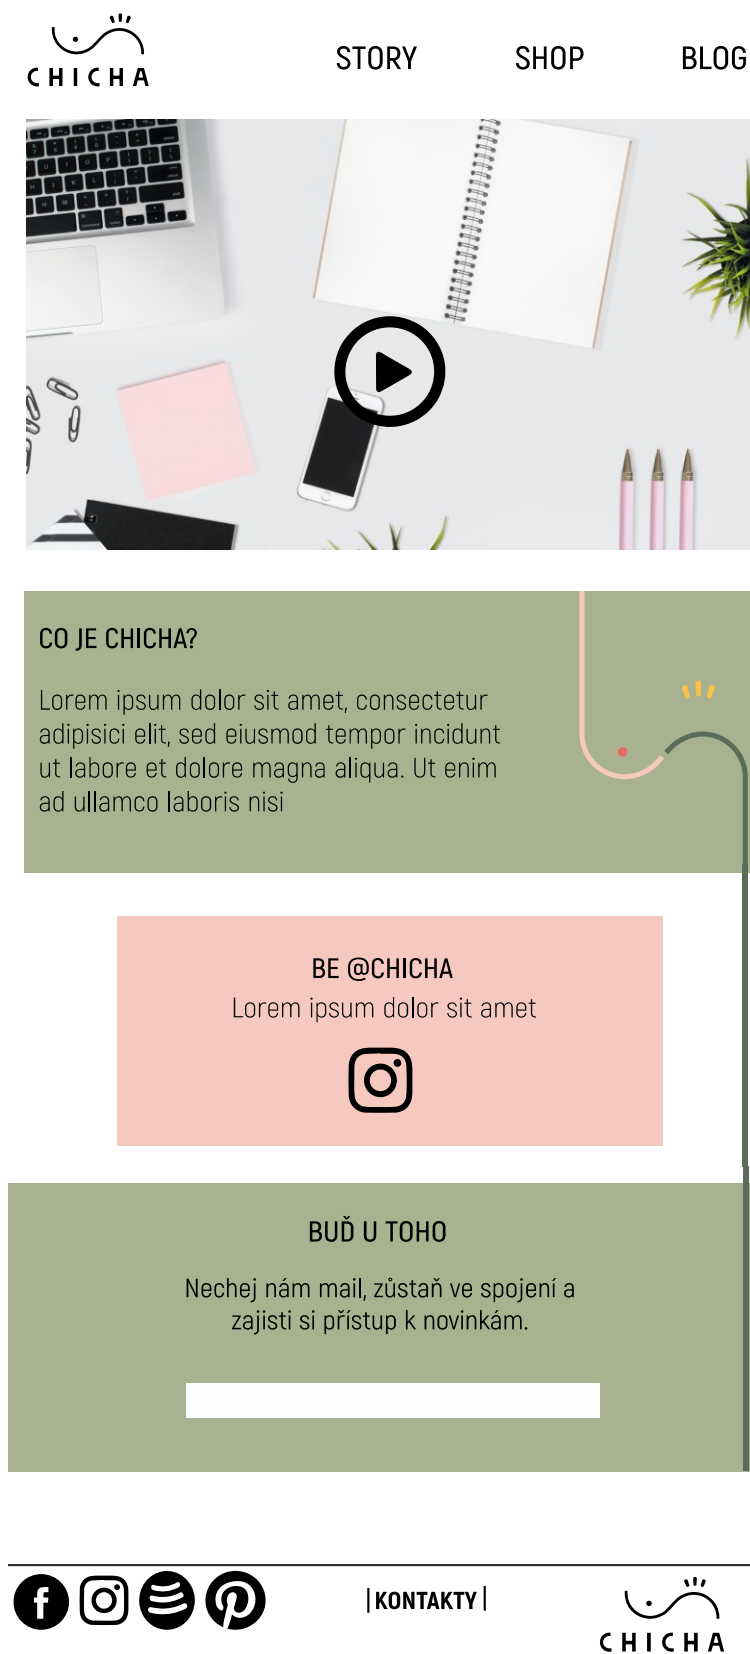 CHICHA
STORY
SHOP
BLOG
CO JE CHICHA?
Lorem ipsum dolor sit amet, consectetur
adipisici elit, sed eiusmod tempor incidunt
ut labore et dolore magna aliqua. Ut enim
ad ullamco laboris nisi
BE @CHICHA
Lorem ipsum dolor sit amet
BUĎ U TOHO
Nechej nám mail, zůstaň ve spojení a
zajisti si přístup k novinkám.
|KONTAKTY|
CHICHA